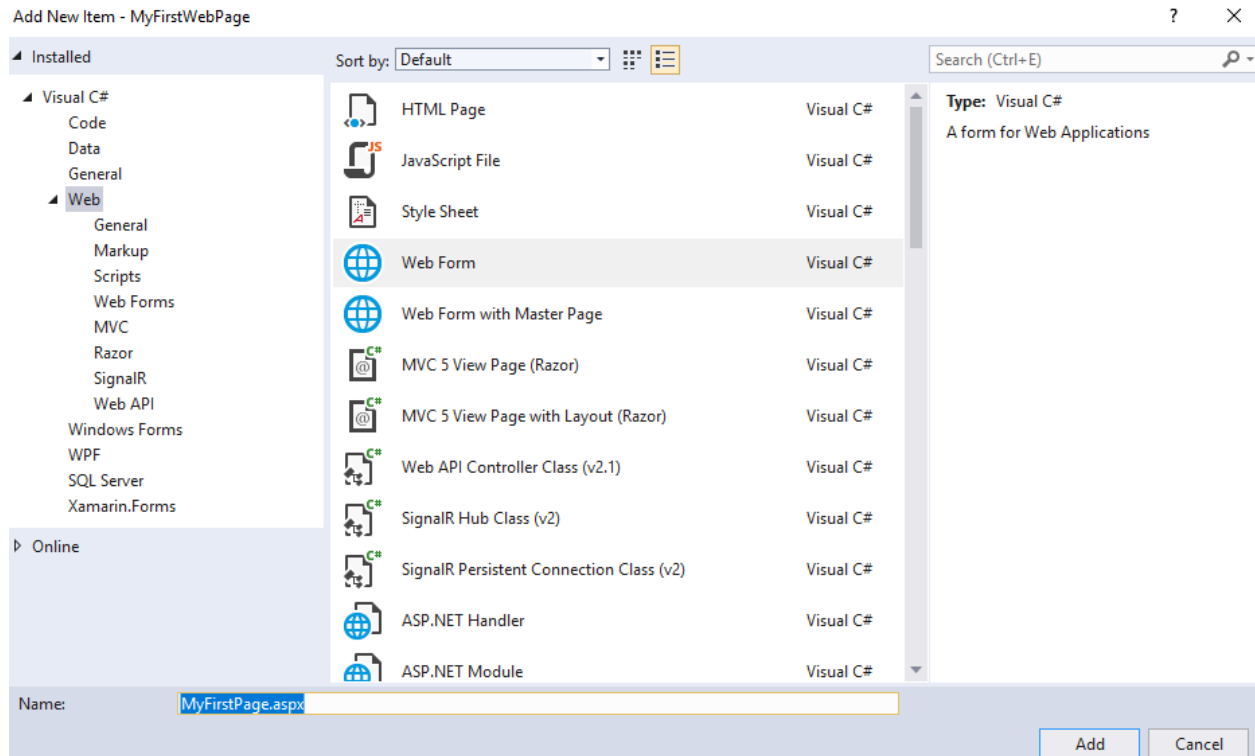 Add New Item - MyFirstWebPage
?
Installed
Sort by: Default
Search (Ctrl+E)
Visual C#
Code
Data
General
Web
General
Markup
Scripts
Web Forms
MVC
Razor
SignalR
Web API
Windows Forms
WPF
SQL Server
Xamarin.Forms
Online
HTML Page Visual C#
JS
JavaScript File Visual C#
A
Style Sheet Visual C#
Web Form Visual C#
Web Form with Master Page Visual C#
C#
@
MVC 5 View Page (Razor) Visual C#
C#
@
MVC 5 View Page with Layout (Razor) Visual C#
C#
Web API Controller Class (v2.1) Visual C#
C#
SignalR Hub Class (v2) Visual C#
C#
SignalR Persistent Connection Class (v2) Visual C#
ASP.NET Handler Visual C#
ASP.NET Module Visual C#
Type: Visual C#
A form for Web Applications
Name: MyFirstPage.aspx
Add
Cancel